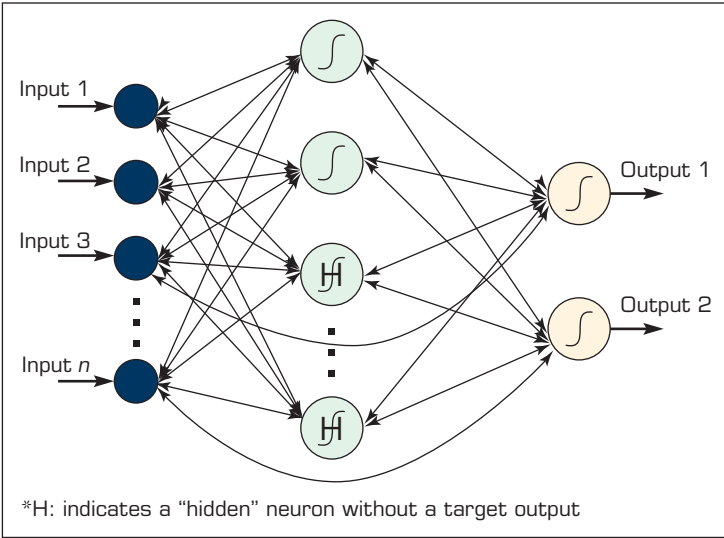 Input 1
Input 2
Input 3
Input n
H
H
Output 1
Output 2
*H: indicates a “hidden” neuron without a target output